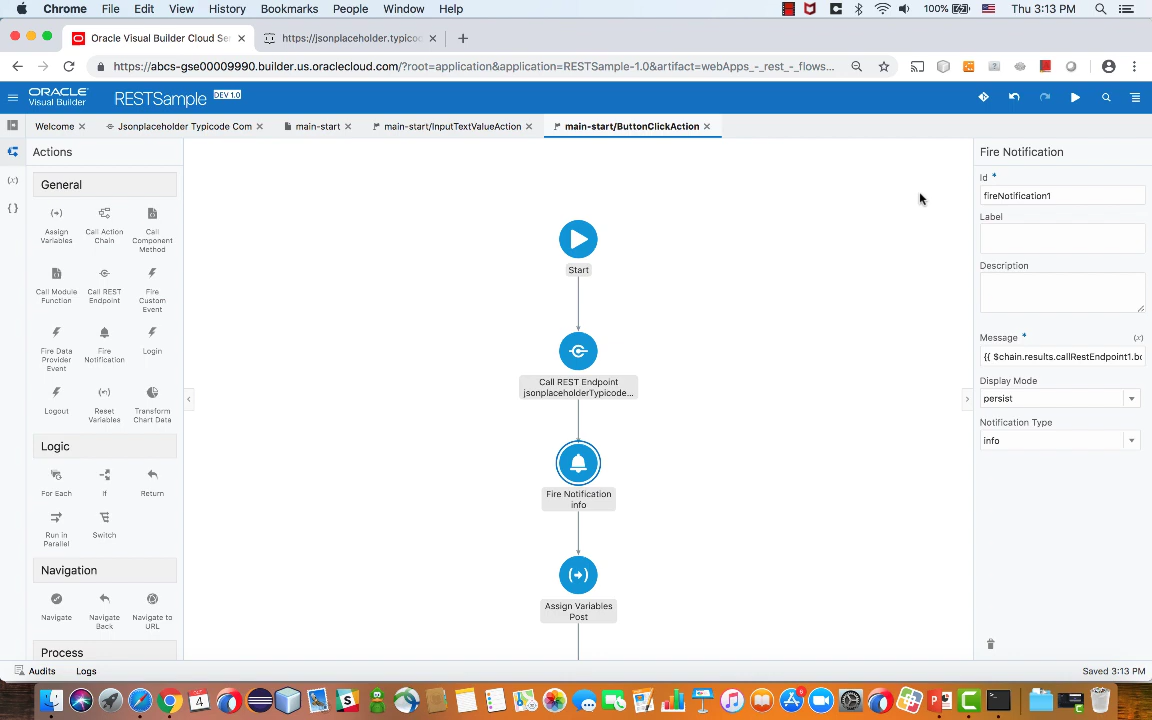 Chrome File Edit View History Bookmarks People Window Help 100% Thu 3:13 PM
Oracle Visual Builder Cloud Se
https://jsonplaceholder.typico
https://abcs-gse00009990.builder.us.oraclecloud.com/?root=application&application=RESTSample-1.0&artifact=webApps_-_rest_-_flows...
ORACLE
Visual Builder
RESTSample DEV 1.0
Welcome
Jsonplaceholder Typicode Com
main-start
main-start/InputTextValueAction
main-start/ButtonClickAction
Actions
General
Assign
Variables
Call Action
Chain
Call
Component
Method
Call Module
Function
Call REST
Endpoint
Fire
Custom
Event
Fire Data
Provider
Event
Fire
Notification
Login
Logout
Reset
Variables
Transform
Chart Data
Logic
For Each
If
Return
Run in
Parallel
Switch
Navigation
Navigate
Navigate
Back
Navigate to
URL
Process
Start
Call REST Endpoint
jsonplaceholderTypicode...
Fire Notification
info
Assign Variables
Post
Fire Notification
Id *
fireNotification1
Label
Description
Message * (x)
{{ $chain.results.callRestEndpoint1.bo
Display Mode
persist
Notification Type
info
Audits
Logs
Saved 3:13 PM